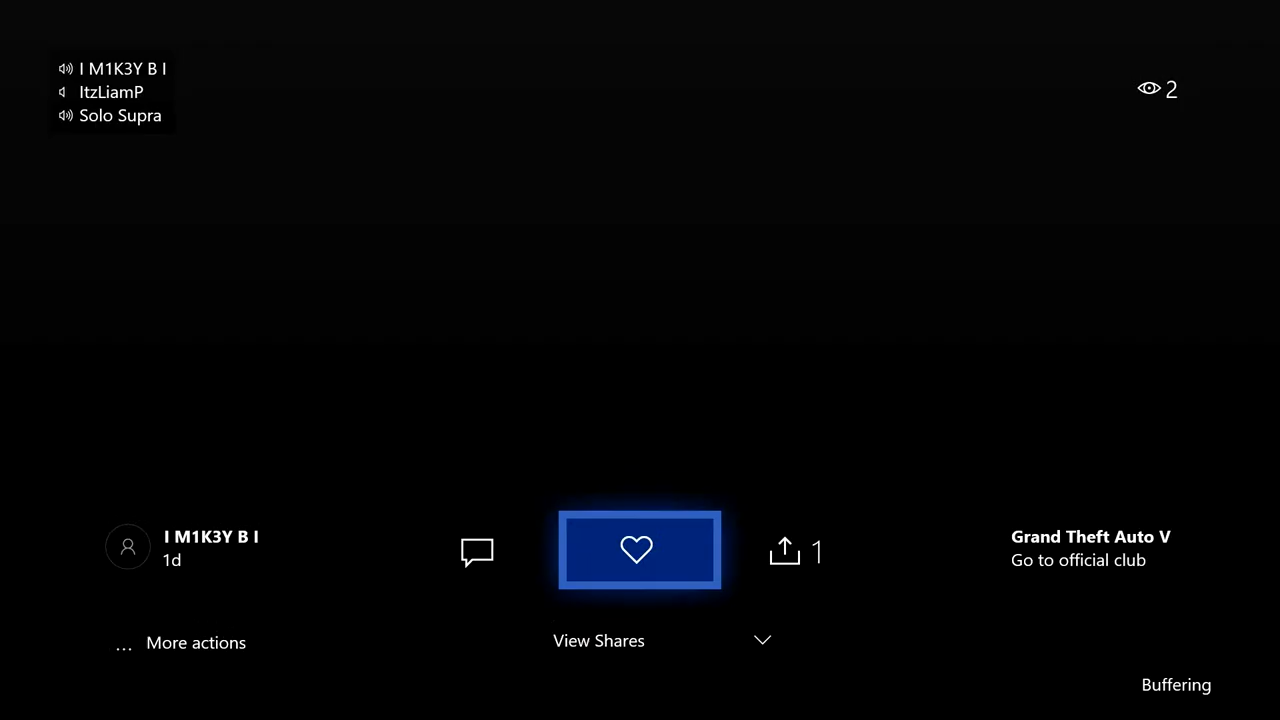 I M1K3Y B I
ItzLiamP
Solo Supra
2
I M1K3Y B I
1d
1
Grand Theft Auto V
Go to official club
... More actions
View Shares
Buffering